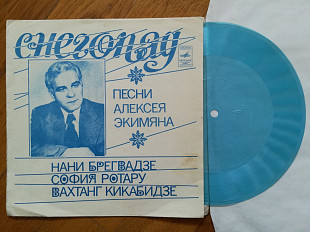 СНЕГОПАД
ПЕСНИ
АЛЕКСЕЯ
ЭКИМЯНА
НАНИ БРЕГВАДЗЕ
СОФИЯ РОТАРУ
ВАХТАНГ КИКАБИДЗЕ